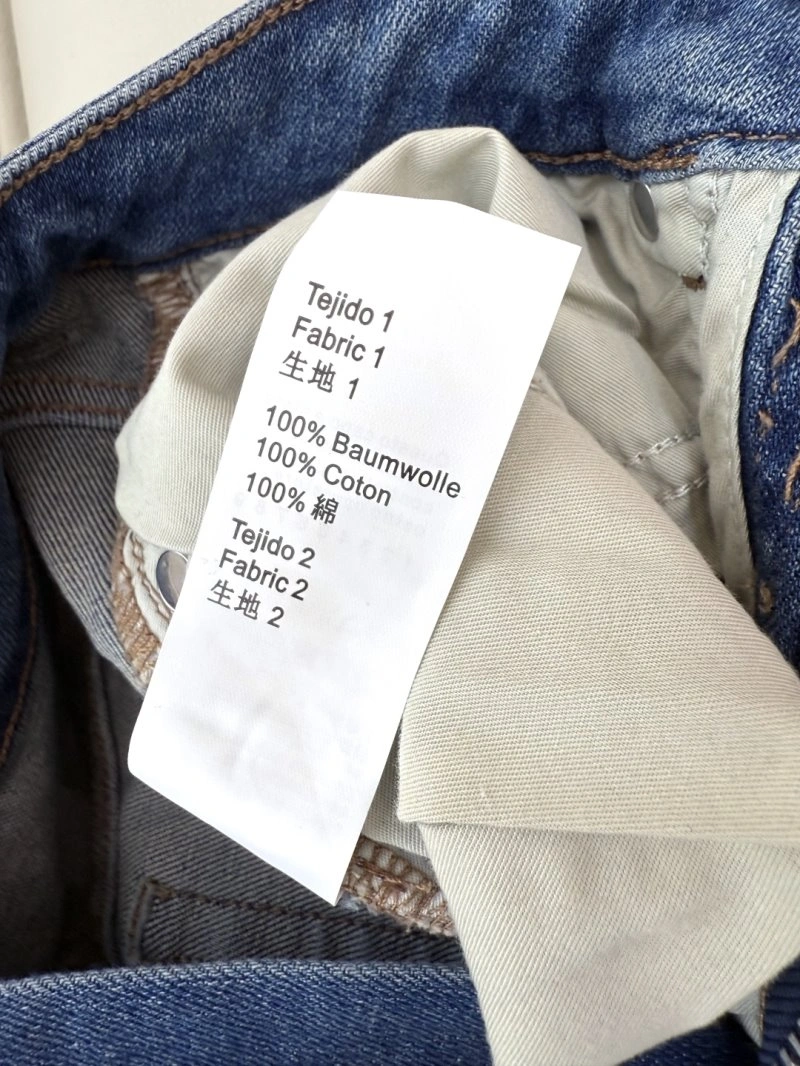 Tejido 1
Fabric 1
生地 1
100% Baumwolle
100% Coton
100% 綿
Tejido 2
Fabric 2
生地 2